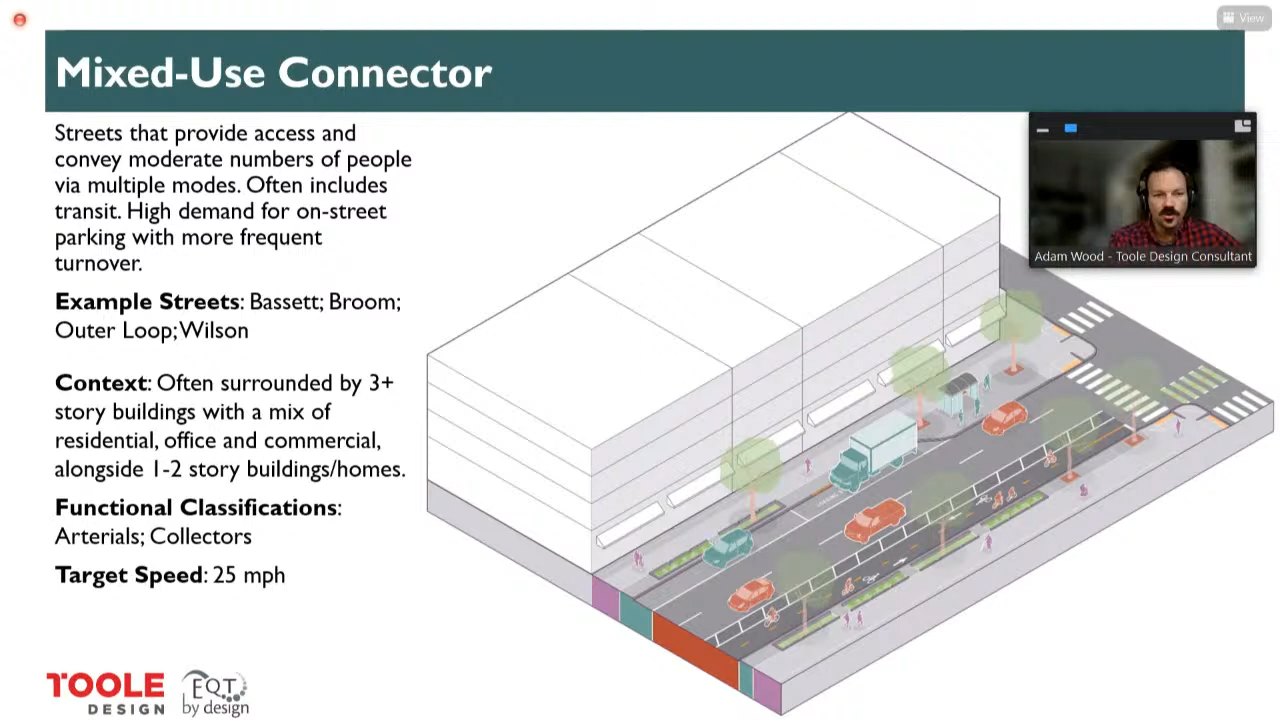 View
Mixed-Use Connector
Streets that provide access and
convey moderate numbers of people
via multiple modes. Often includes
transit. High demand for on-street
parking with more frequent
turnover.
Example Streets: Bassett; Broom;
Outer Loop; Wilson
Context: Often surrounded by 3+
story buildings with a mix of
residential, office and commercial,
alongside 1-2 story buildings/homes.
Functional Classifications:
Arterials; Collectors
Target Speed: 25 mph
Adam Wood - Toole Design Consultant
TOOLE
DESIGN
EQT
by design